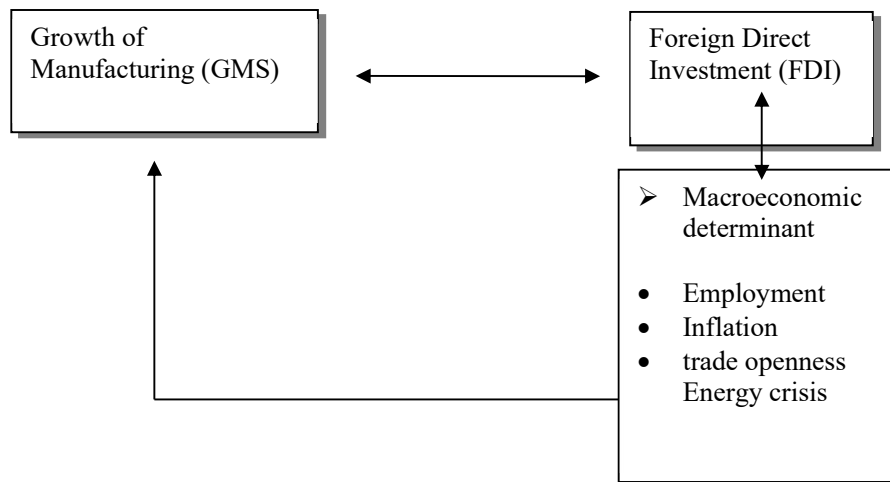 Growth of
Manufacturing (GMS)
Foreign Direct
Investment (FDI)
➢ Macroeconomic
determinant
• Employment
• Inflation
• trade openness
Energy crisis